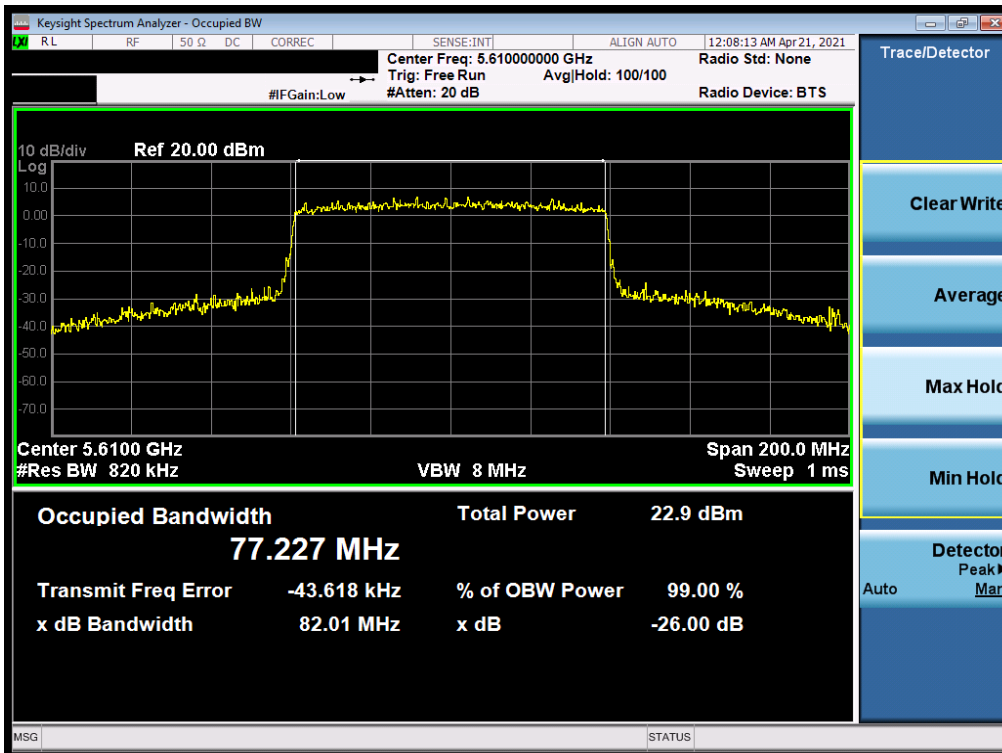 Keysight Spectrum Analyzer - Occupied BW
LXI RL RF 50 Ω DC CORREC SENSE:INT ALIGN AUTO 12:08:13 AM Apr 21, 2021
Center Freq: 5.610000000 GHz Radio Std: None
Trig: Free Run Avg|Hold: 100/100
#IFGain:Low #Atten: 20 dB Radio Device: BTS
10 dB/div Ref 20.00 dBm
Log
10.0
0.00
-10.0
-20.0
-30.0
-40.0
-50.0
-60.0
-70.0
Center 5.6100 GHz Span 200.0 MHz
#Res BW 820 kHz VBW 8 MHz Sweep 1 ms
Occupied Bandwidth Total Power 22.9 dBm
77.227 MHz
Transmit Freq Error -43.618 kHz % of OBW Power 99.00 %
x dB Bandwidth 82.01 MHz x dB -26.00 dB
MSG STATUS
Trace/Detector
Clear Write
Average
Max Hold
Min Hold
Detector
Peak
Auto Man